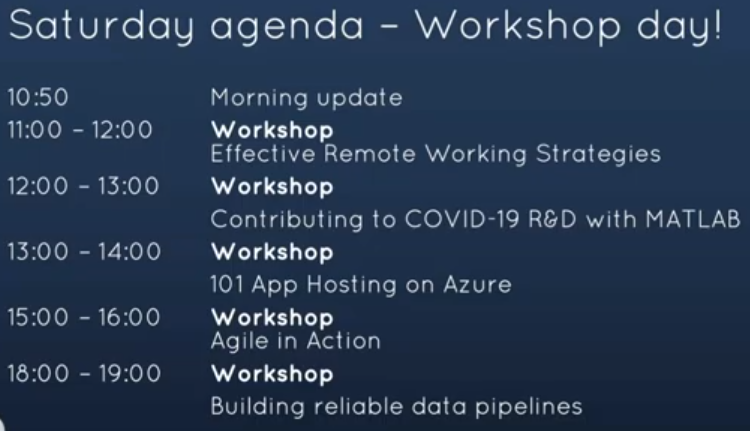 Saturday agenda – Workshop day!
10:50 Morning update
11:00 – 12:00 Workshop
Effective Remote Working Strategies
12:00 – 13:00 Workshop
Contributing to COVID-19 R&D with MATLAB
13:00 – 14:00 Workshop
101 App Hosting on Azure
15:00 – 16:00 Workshop
Agile in Action
18:00 – 19:00 Workshop
Building reliable data pipelines